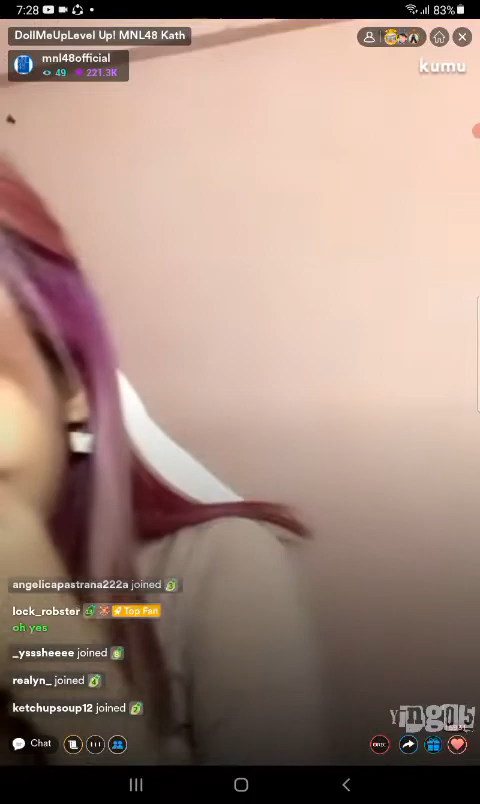 7:28
83%
DollMeUpLevel Up! MNL48 Kath
mnl48official
49 221.3K
kumu
angelicapastrana222a joined
lock_robster Top Fan
oh yes
_ysssheeee joined
realyn_ joined
ketchupsoup12 joined
Chat